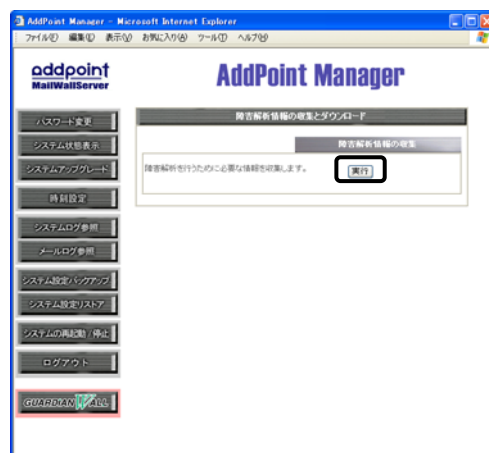 AddPoint Manager - Microsoft Internet Explorer
ファイル(F) 編集(E) 表示(V) お気に入り(A) ツール(T) ヘルプ(H)
addpoint
MailWallServer
AddPoint Manager
パスワード変更
システム状態表示
システムアップグレード
時刻設定
システムログ参照
メールログ参照
システム設定バックアップ
システム設定リストア
システムの再起動/停止
ログアウト
GUARDIAN WALL
障害解析情報の収集とダウンロード
障害解析情報の収集
障害解析を行うために必要な情報を収集します。
実行